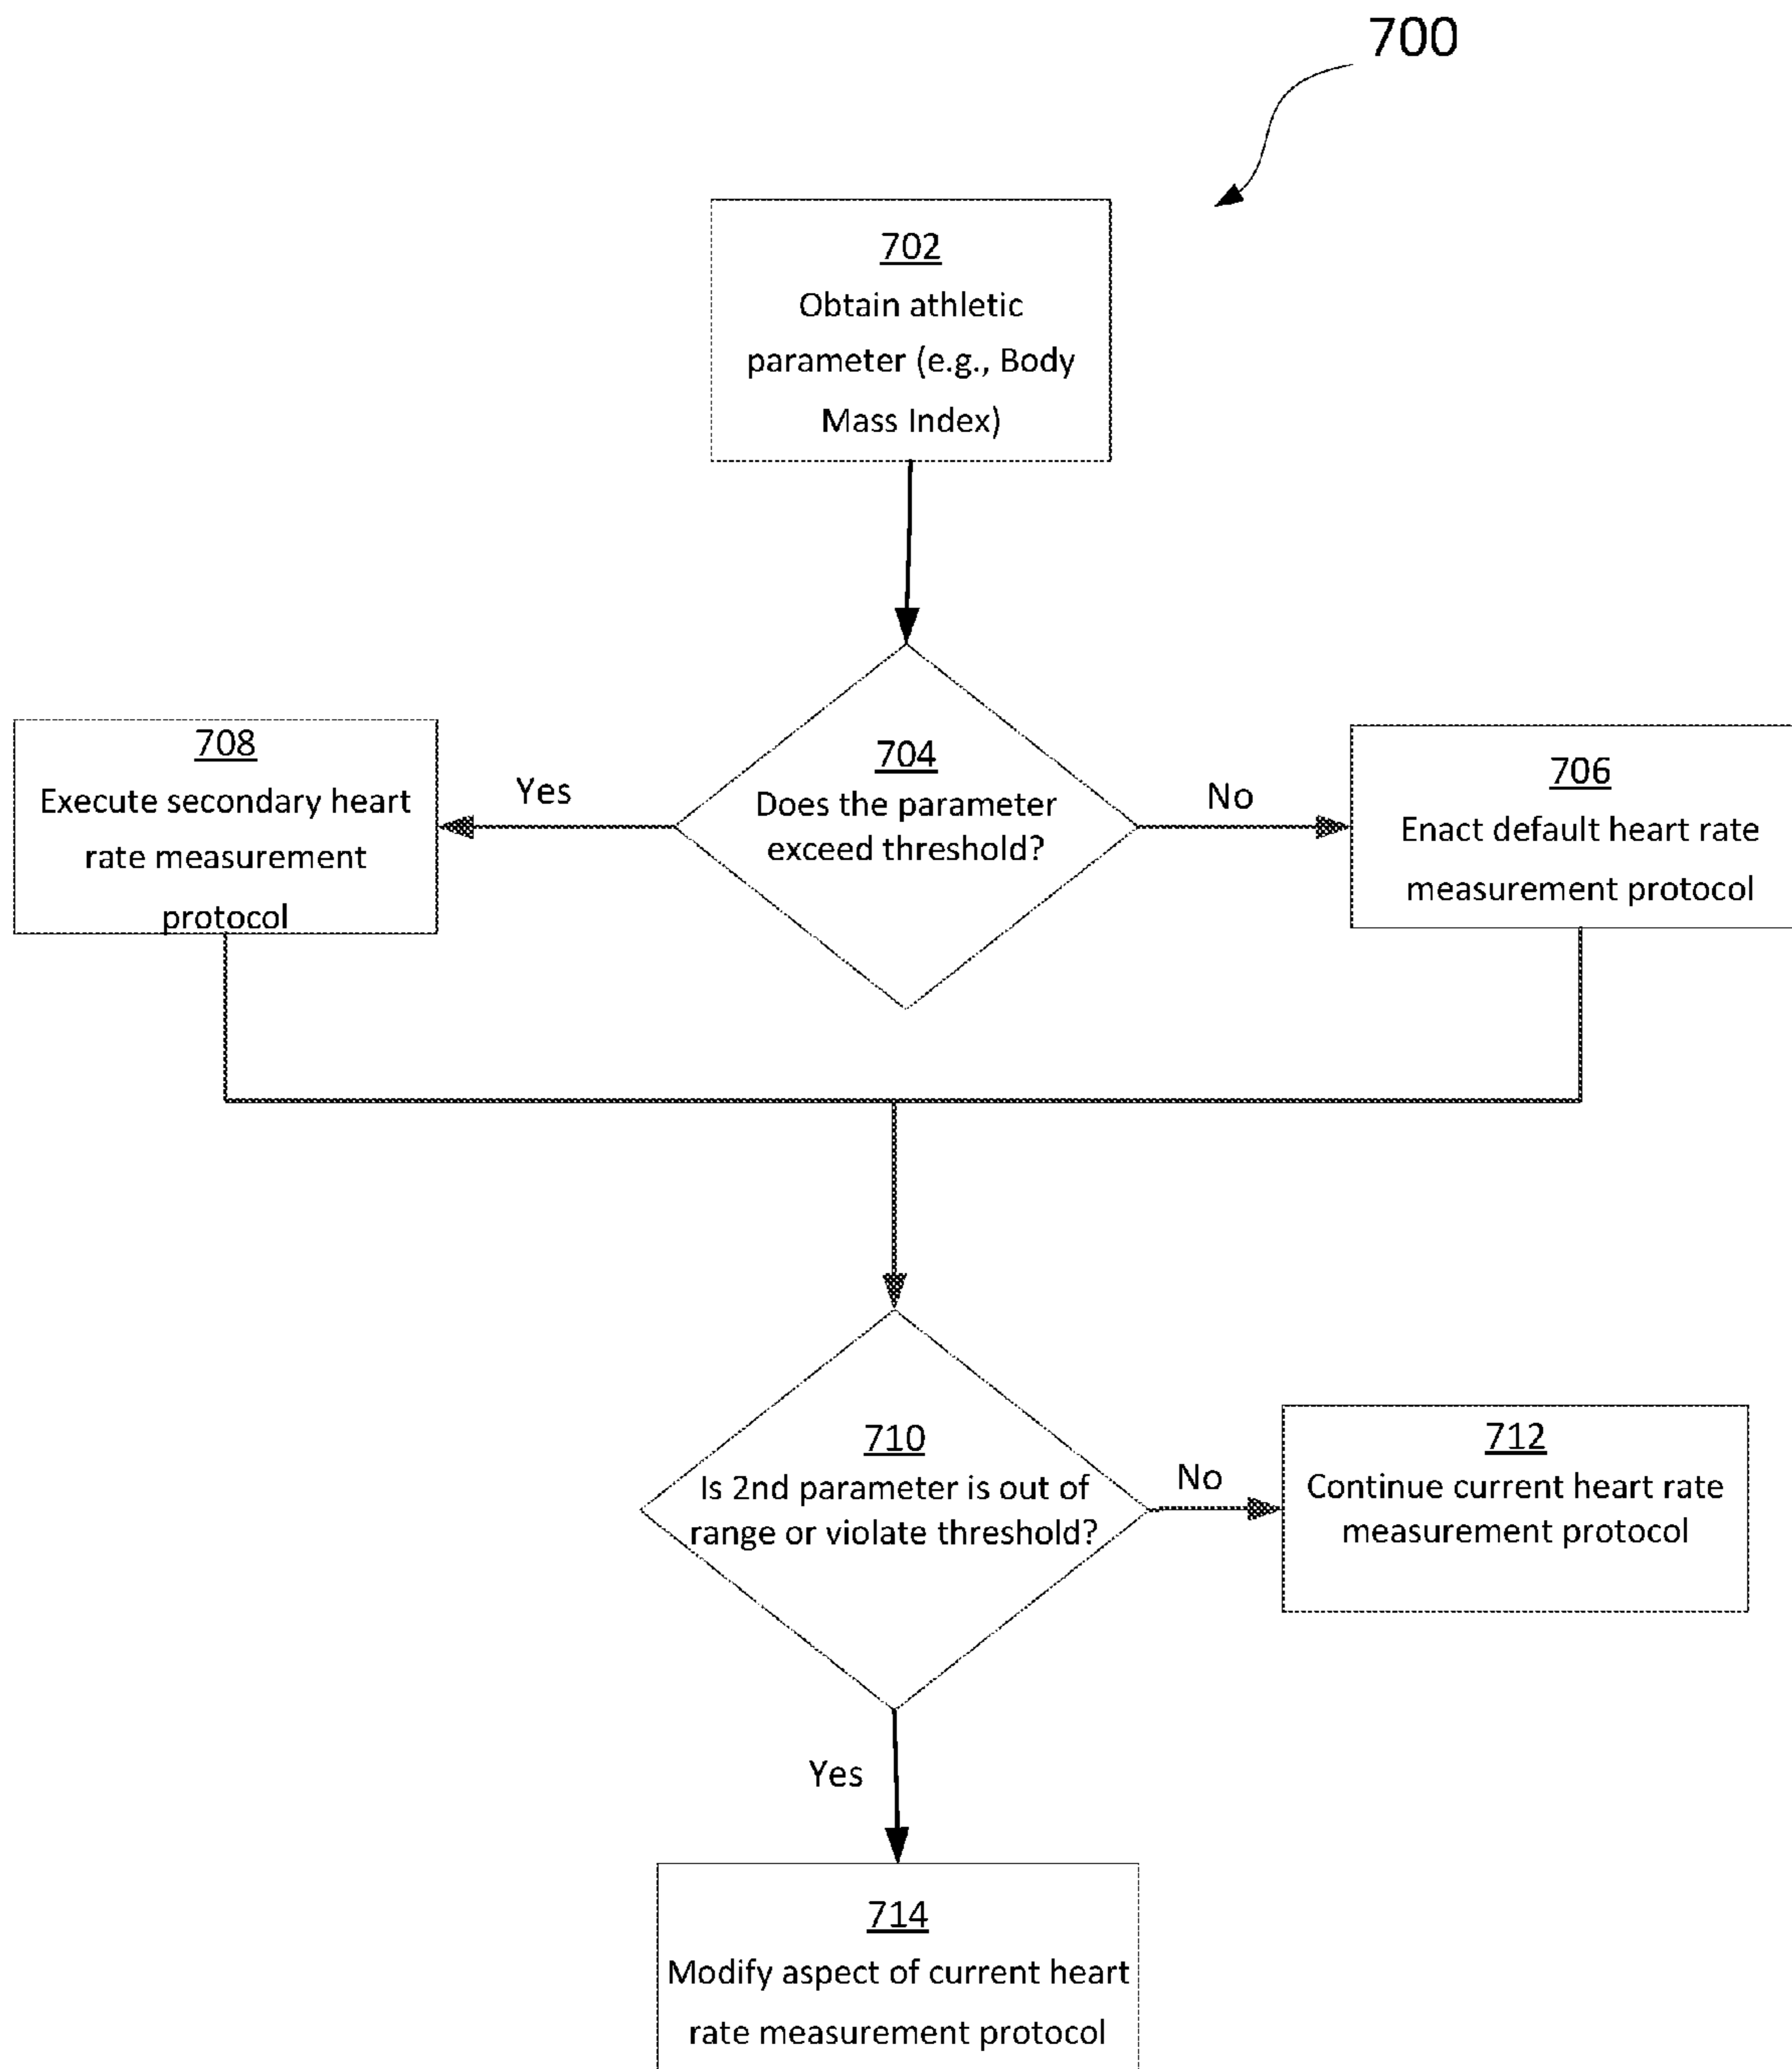 700
702
Obtain athletic
parameter (e.g., Body
Mass Index)
704
Does the parameter
exceed threshold?
Yes
No
708
Execute secondary heart
rate measurement
protocol
706
Enact default heart rate
measurement protocol
710
Is 2nd parameter is out of
range or violate threshold?
No
712
Continue current heart rate
measurement protocol
Yes
714
Modify aspect of current heart
rate measurement protocol